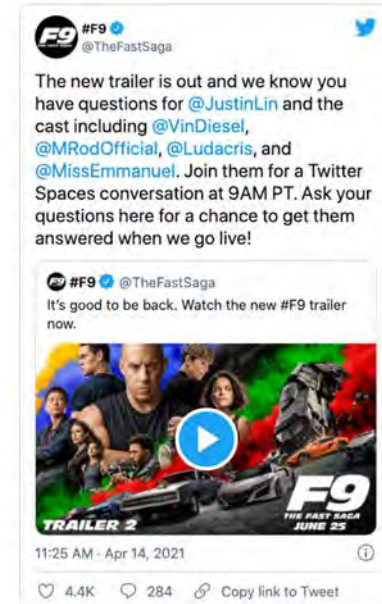 F9
#F9
@TheFastSaga
The new trailer is out and we know you
have questions for @JustinLin and the
cast including @VinDiesel,
@MRodOfficial, @Ludacris, and
@MissEmmanuel. Join them for a Twitter
Spaces conversation at 9AM PT. Ask your
questions here for a chance to get them
answered when we go live!
#F9 @TheFastSaga
It's good to be back. Watch the new #F9 trailer
now.
F9
THE FAST SAGA
TRAILER 2
JUNE 25
11:25 AM · Apr 14, 2021
4.4K 284 Copy link to Tweet